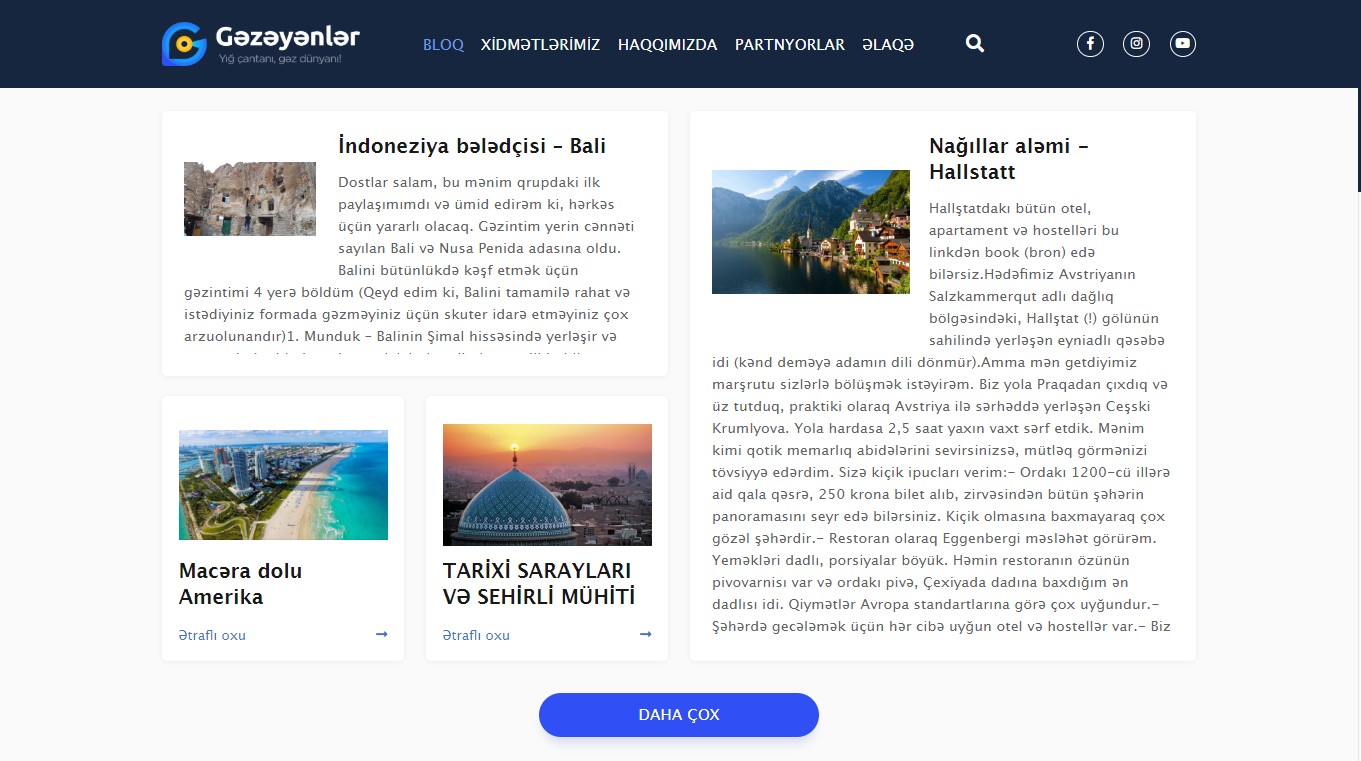 Gəzəyənlər
Yığ çantanı, gəz dünyanı!
BLOQ XİDMƏTLƏRİMİZ HAQQIMIZDA PARTNYORLAR ƏLAQƏ
İndoneziya bələdçisi – Bali
Dostlar salam, bu mənim qrupdaki ilk
paylaşımımdı və ümid edirəm ki, hərkəs
üçün yararlı olacaq. Gəzintim yerin cənnəti
sayılan Bali və Nusa Penida adasına oldu.
Balini bütünlükdə kəşf etmək üçün
gəzintimi 4 yerə böldüm (Qeyd edim ki, Balini tamamilə rahat və
istədiyiniz formada gəzməyiniz üçün skuter idarə etməyiniz çox
arzuolunandır)1. Munduk – Balinin Şimal hissəsində yerləşir və
Macəra dolu
Amerika
Ətraflı oxu
TARİXİ SARAYLARI
VƏ SEHİRLİ MÜHİTİ
Ətraflı oxu
Nağıllar aləmi –
Hallstatt
Hallştatdakı bütün otel,
apartament və hostelləri bu
linkdən book (bron) edə
bilərsiz.Hədəfimiz Avstriyanın
Salzkammerqut adlı dağlıq
bölgəsindəki, Hallştat (!) gölünün
sahilində yerləşən eyniadlı qəsəbə
idi (kənd deməyə adamın dili dönmür).Amma mən getdiyimiz
marşrutu sizlərlə bölüşmək istəyirəm. Biz yola Praqadan çıxdıq və
üz tutduq, praktiki olaraq Avstriya ilə sərhəddə yerləşən Ceşski
Krumlyova. Yola hardasa 2,5 saat yaxın vaxt sərf etdik. Mənim
kimi qotik memarlıq abidələrini sevirsinizsə, mütləq görmənizi
tövsiyyə edərdim. Sizə kiçik ipucları verim:– Ordakı 1200-cü illərə
aid qala qəsrə, 250 krona bilet alıb, zirvəsindən bütün şəhərin
panoramasını seyr edə bilərsiniz. Kiçik olmasına baxmayaraq çox
gözəl şəhərdir.– Restoran olaraq Eggenbergi məsləhət görürəm.
Yeməkləri dadlı, porsiyalar böyük. Həmin restoranın özünün
pivovarnisı var və ordakı pivə, Çexiyada dadına baxdığım ən
dadlısı idi. Qiymətlər Avropa standartlarına görə çox uyğundur.–
Şəhərdə gecələmək üçün hər cibə uyğun otel və hostellər var.– Biz
DAHA ÇOX